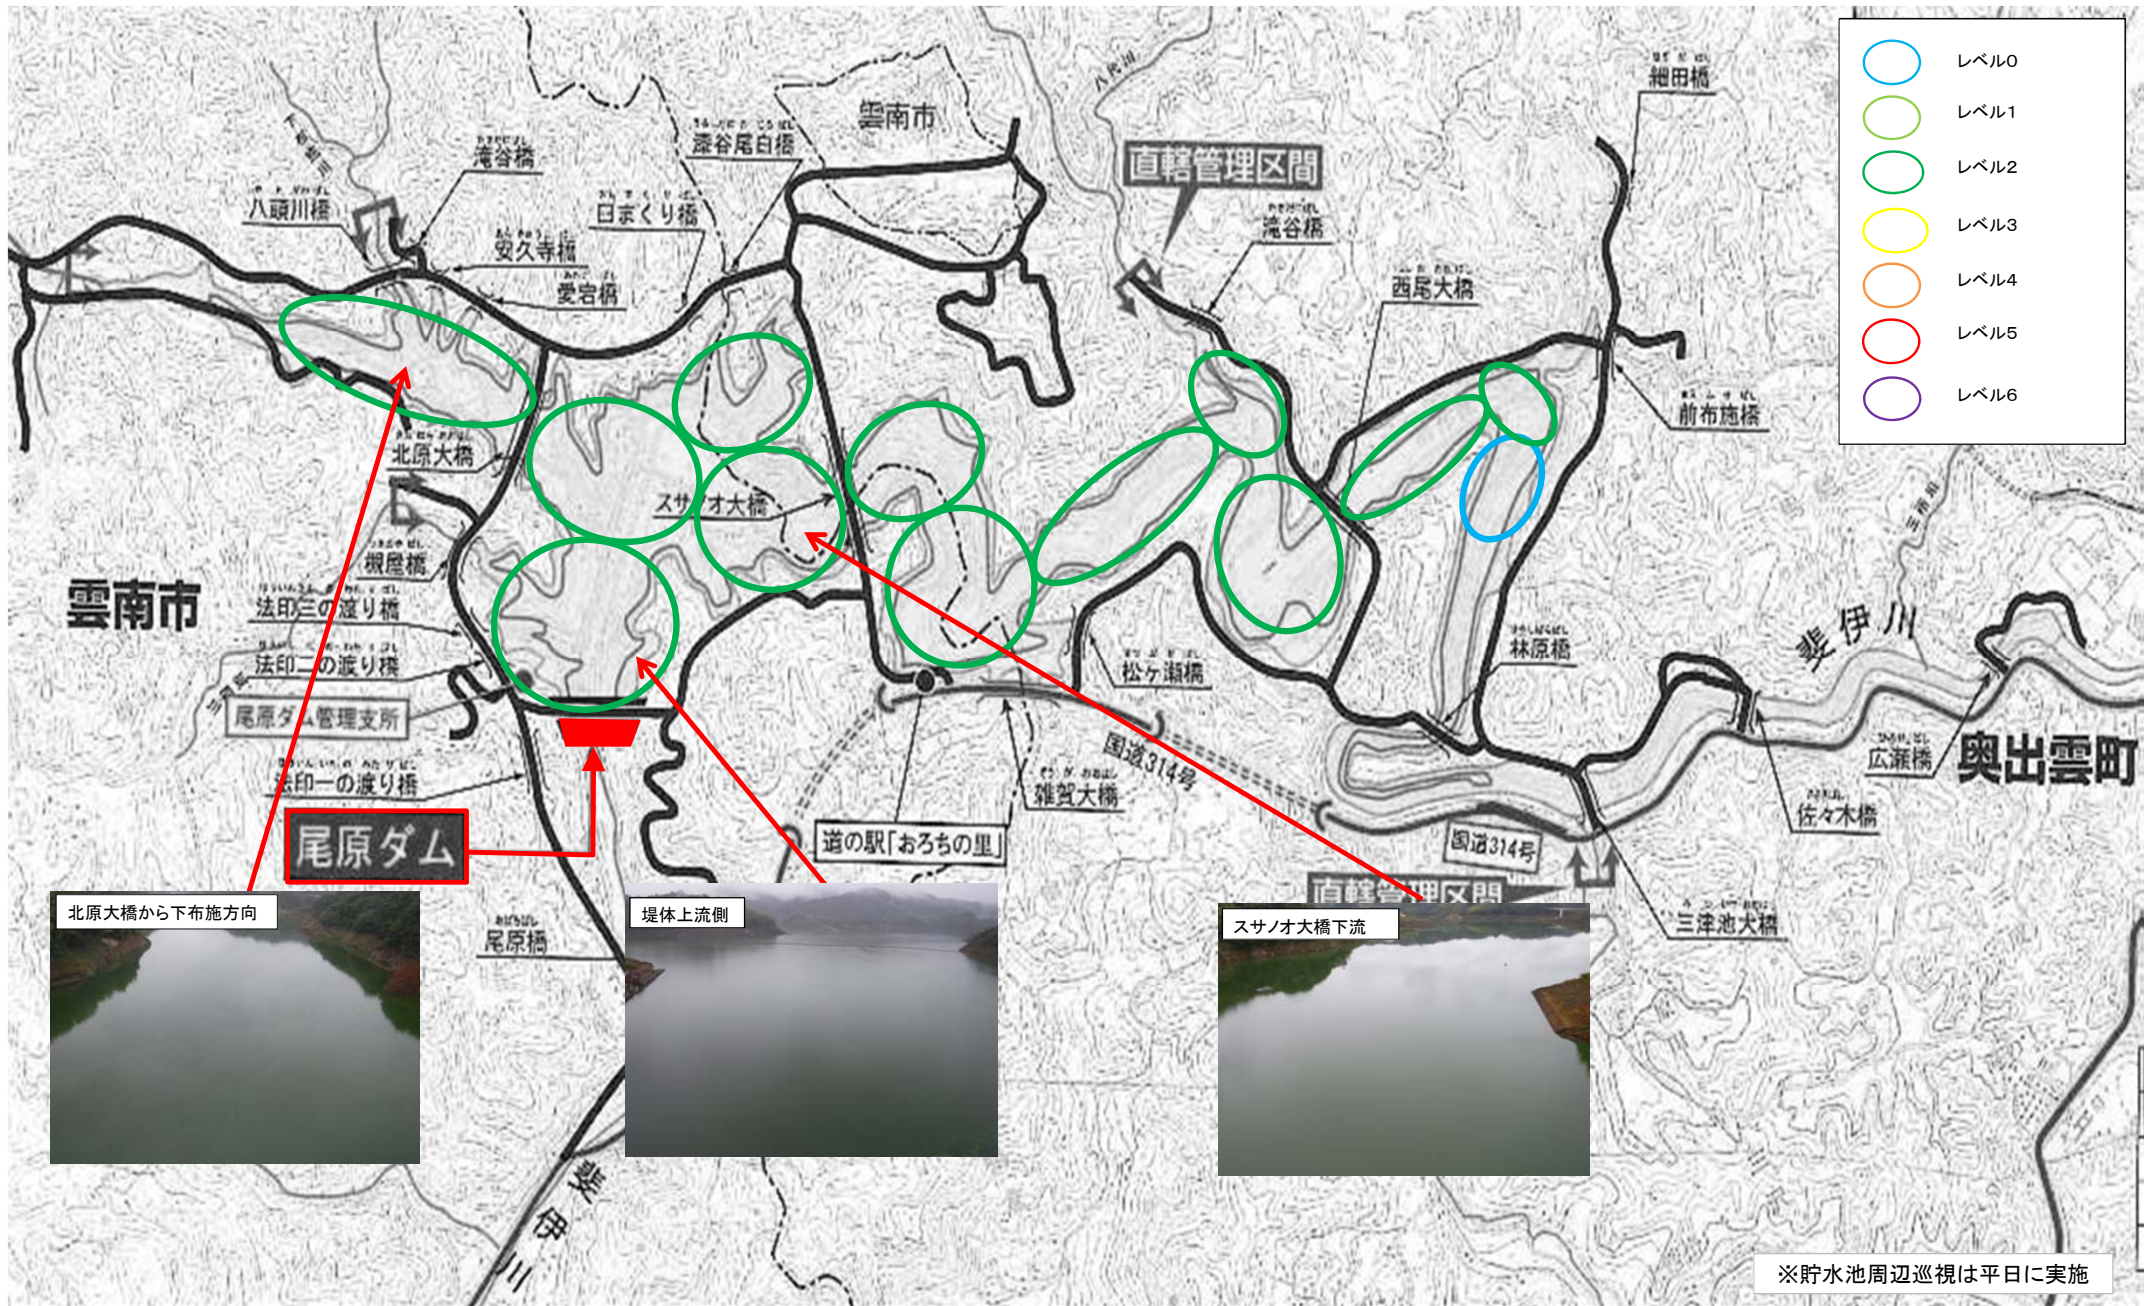 レベル0
レベル1
レベル2
レベル3
レベル4
レベル5
レベル6
細田橋
八代川
雲南市
漆谷尾白橋
滝谷橋
直轄管理区間
八頭川橋
日まくり橋
安久寺橋
滝谷橋
愛宕橋
西尾大橋
前布施橋
北原大橋
スサノオ大橋
槻屋橋
雲南市
法印三の渡り橋
法印二の渡り橋
斐伊川
林原橋
松ヶ瀬橋
尾原ダム管理支所
国道314号
広瀬橋
奥出雲町
法印一の渡り橋
雑賀大橋
佐々木橋
尾原ダム
道の駅「おろちの里」
国道314号
直轄管理区間
北原大橋から下布施方向
堤体上流側
スサノオ大橋下流
三津池大橋
尾原橋
斐伊川
※貯水池周辺巡視は平日に実施